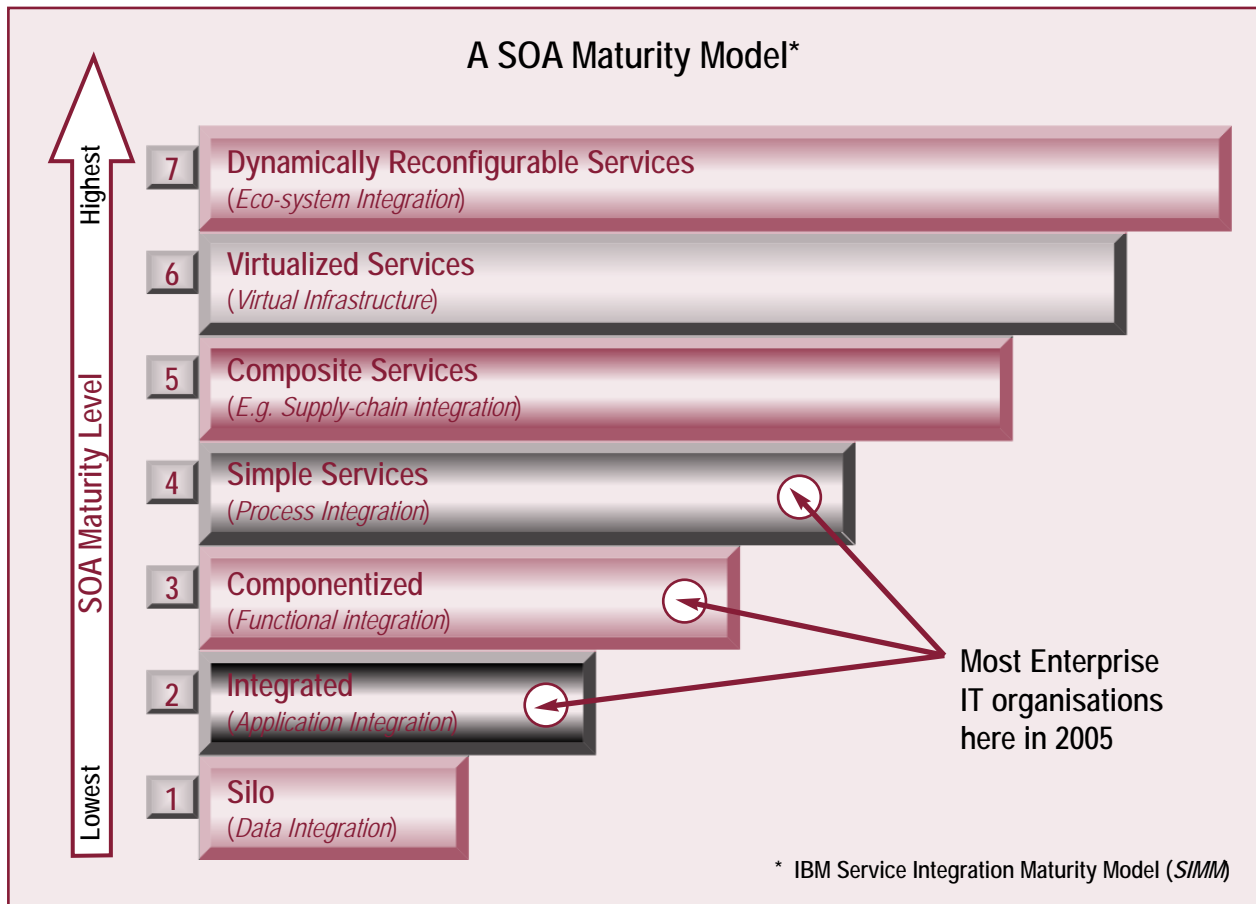 A SOA Maturity Model*
Highest
SOA Maturity Level
Lowest
7
Dynamically Reconfigurable Services
(Eco-system Integration)
6
Virtualized Services
(Virtual Infrastructure)
5
Composite Services
(E.g. Supply-chain integration)
4
Simple Services
(Process Integration)
3
Componentized
(Functional integration)
2
Integrated
(Application Integration)
1
Silo
(Data Integration)
Most Enterprise
IT organisations
here in 2005
* IBM Service Integration Maturity Model (SIMM)